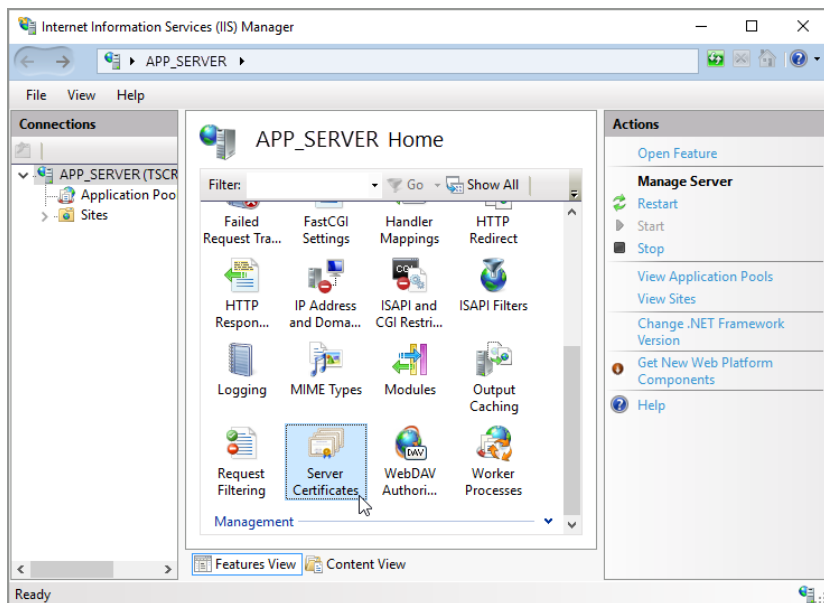 Internet Information Services (IIS) Manager
APP_SERVER
File View Help
Connections
APP_SERVER (TSCR
Application Poo
Sites
APP_SERVER Home
Filter: Go Show All
Failed Request Tra...
FastCGI Settings
Handler Mappings
HTTP Redirect
HTTP Respon...
IP Address and Doma...
ISAPI and CGI Restri...
ISAPI Filters
Logging
MIME Types
Modules
Output Caching
Request Filtering
Server Certificates
WebDAV Authori...
Worker Processes
Management
Features View Content View
Actions
Open Feature
Manage Server
Restart
Start
Stop
View Application Pools
View Sites
Change .NET Framework
Version
Get New Web Platform
Components
Help
Ready